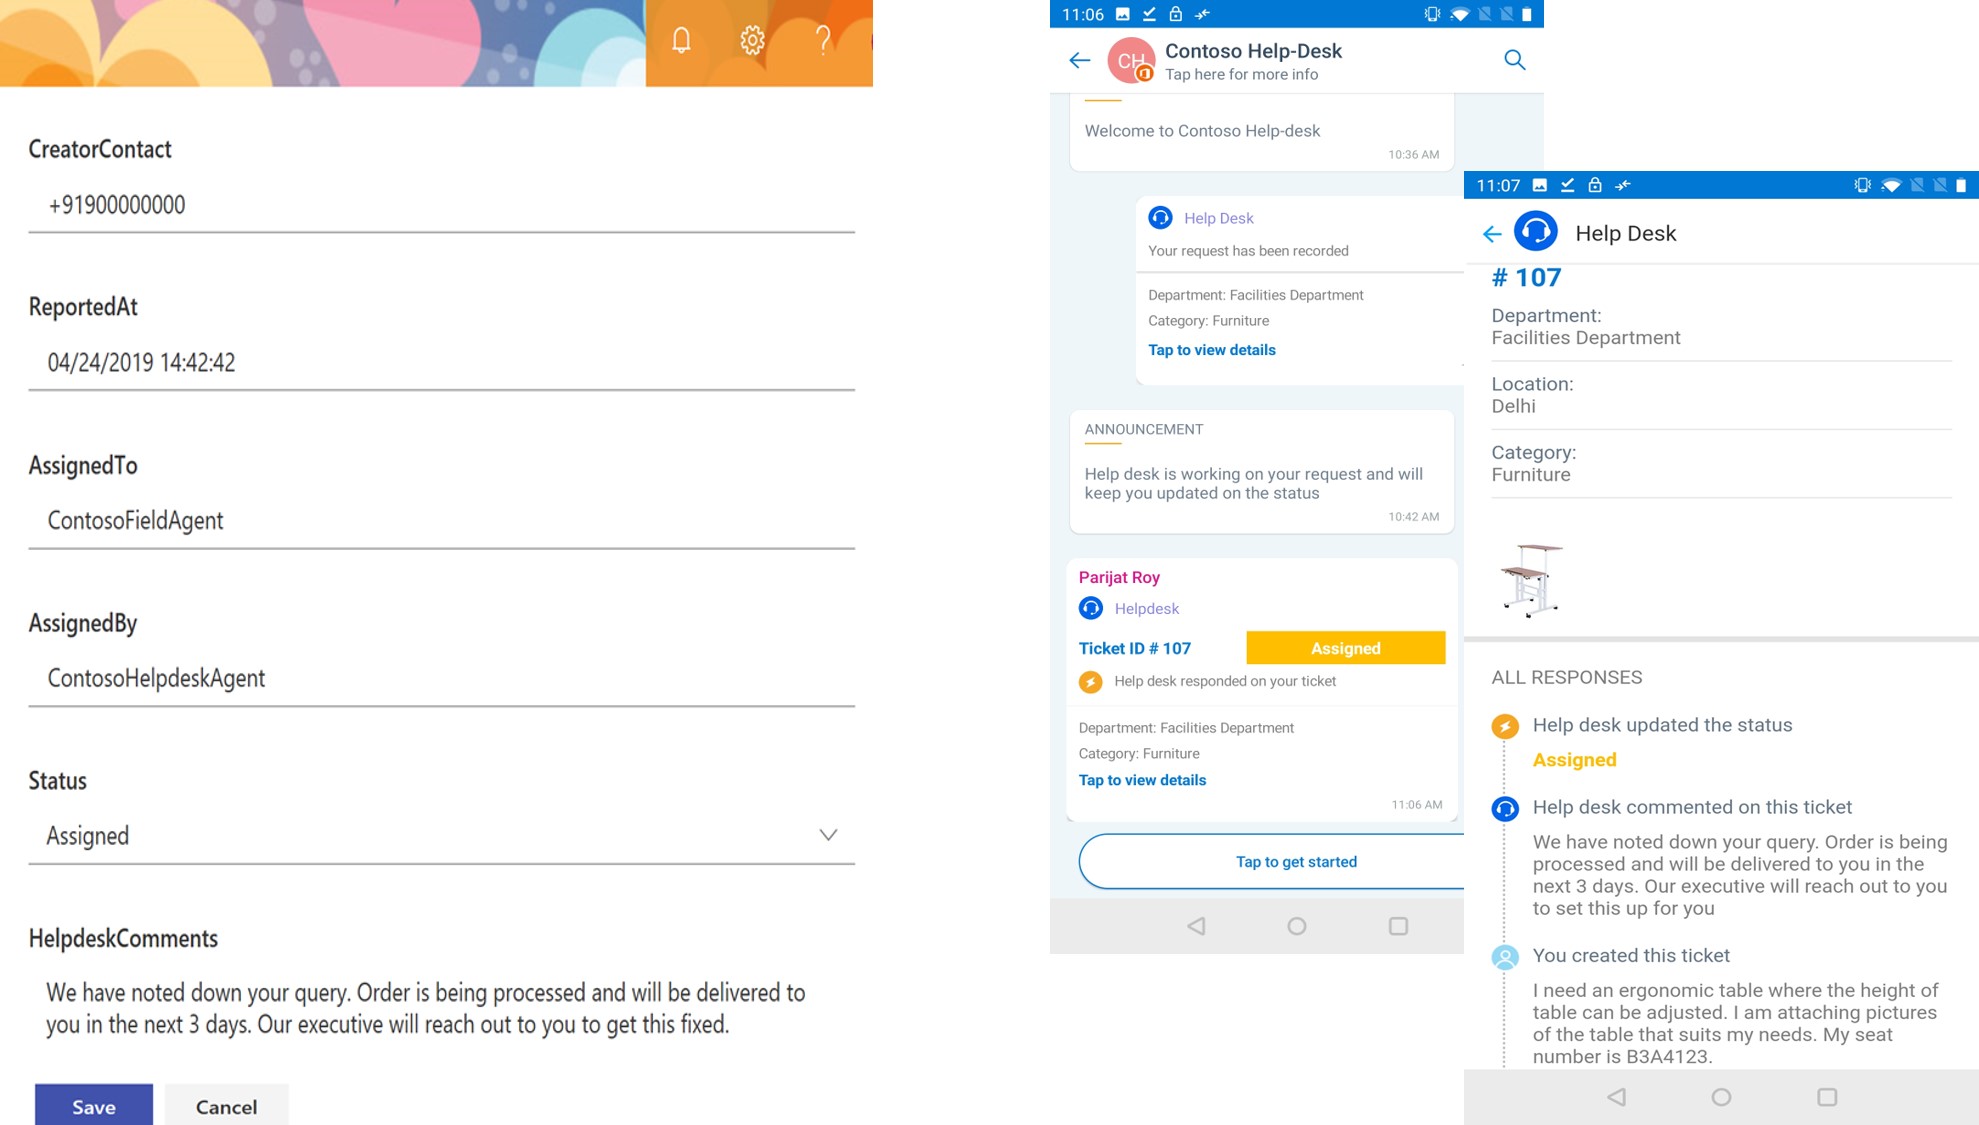 CreatorContact
+91900000000
ReportedAt
04/24/2019 14:42:42
AssignedTo
ContosoFieldAgent
AssignedBy
ContosoHelpdeskAgent
Status
Assigned
HelpdeskComments
We have noted down your query. Order is being processed and will be delivered to
you in the next 3 days. Our executive will reach out to you to get this fixed.
Save
Cancel
11:06
CH
Contoso Help-Desk
Tap here for more info
Welcome to Contoso Help-desk
10:36 AM
Help Desk
Your request has been recorded
Department: Facilities Department
Category: Furniture
Tap to view details
ANNOUNCEMENT
Help desk is working on your request and will
keep you updated on the status
10:42 AM
Parijat Roy
Helpdesk
Ticket ID # 107
Assigned
Help desk responded on your ticket
Department: Facilities Department
Category: Furniture
Tap to view details
11:06 AM
Tap to get started
11:07
Help Desk
# 107
Department:
Facilities Department
Location:
Delhi
Category:
Furniture
ALL RESPONSES
Help desk updated the status
Assigned
Help desk commented on this ticket
We have noted down your query. Order is being
processed and will be delivered to you in the
next 3 days. Our executive will reach out to you
to set this up for you
You created this ticket
I need an ergonomic table where the height of
table can be adjusted. I am attaching pictures
of the table that suits my needs. My seat
number is B3A4123.